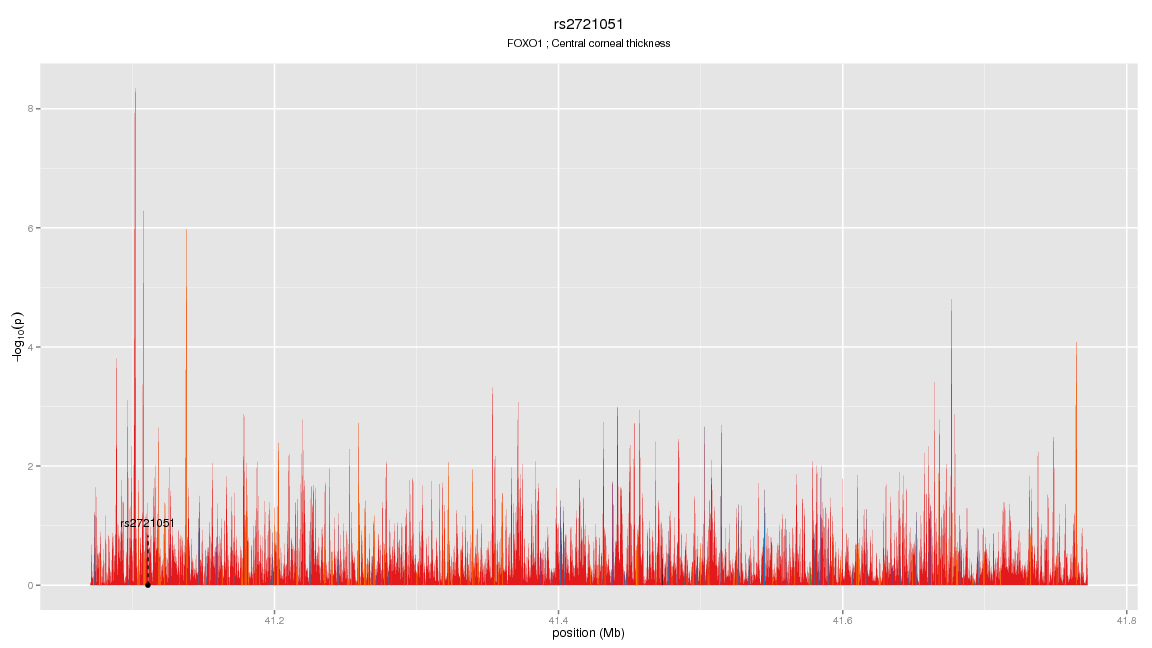 rs2721051
FOXO1 ; Central corneal thickness
8
6
4
2
0
−log10(p)
rs2721051
41.2
41.4
41.6
41.8
position (Mb)